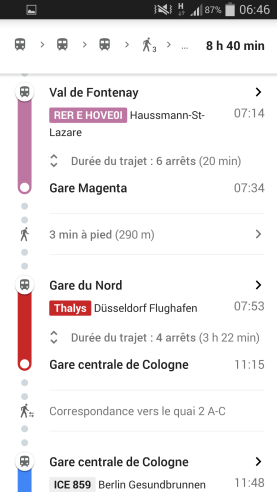 H 87% 06:46
3 ... 8 h 40 min
Val de Fontenay
RER E HOVE0I Haussmann-St- 07:14
Lazare
Durée du trajet : 6 arrêts (20 min)
Gare Magenta 07:34
3 min à pied (290 m)
Gare du Nord
Thalys Düsseldorf Flughafen 07:53
Durée du trajet : 4 arrêts (3 h 22 min)
Gare centrale de Cologne 11:15
Correspondance vers le quai 2 A-C
Gare centrale de Cologne
ICE 859 Berlin Gesundbrunnen 11:48